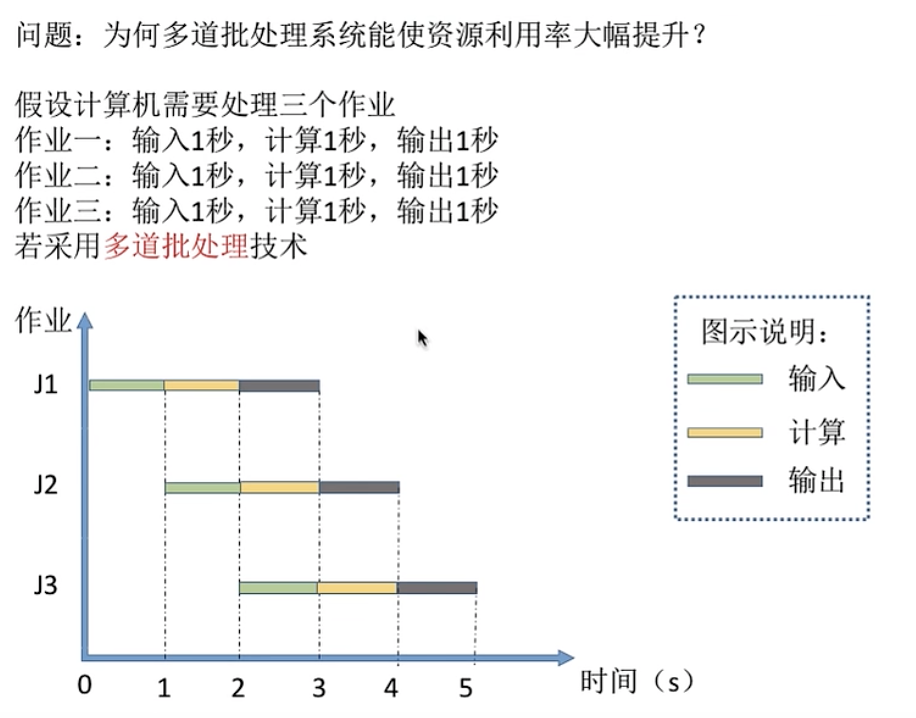 问题：为何多道批处理系统能使资源利用率大幅提升？
假设计算机需要处理三个作业
作业一：输入1秒，计算1秒，输出1秒
作业二：输入1秒，计算1秒，输出1秒
作业三：输入1秒，计算1秒，输出1秒
若采用多道批处理技术
作业
图示说明：
输入
计算
输出
J1
J2
J3
0 1 2 3 4 5
时间（s）